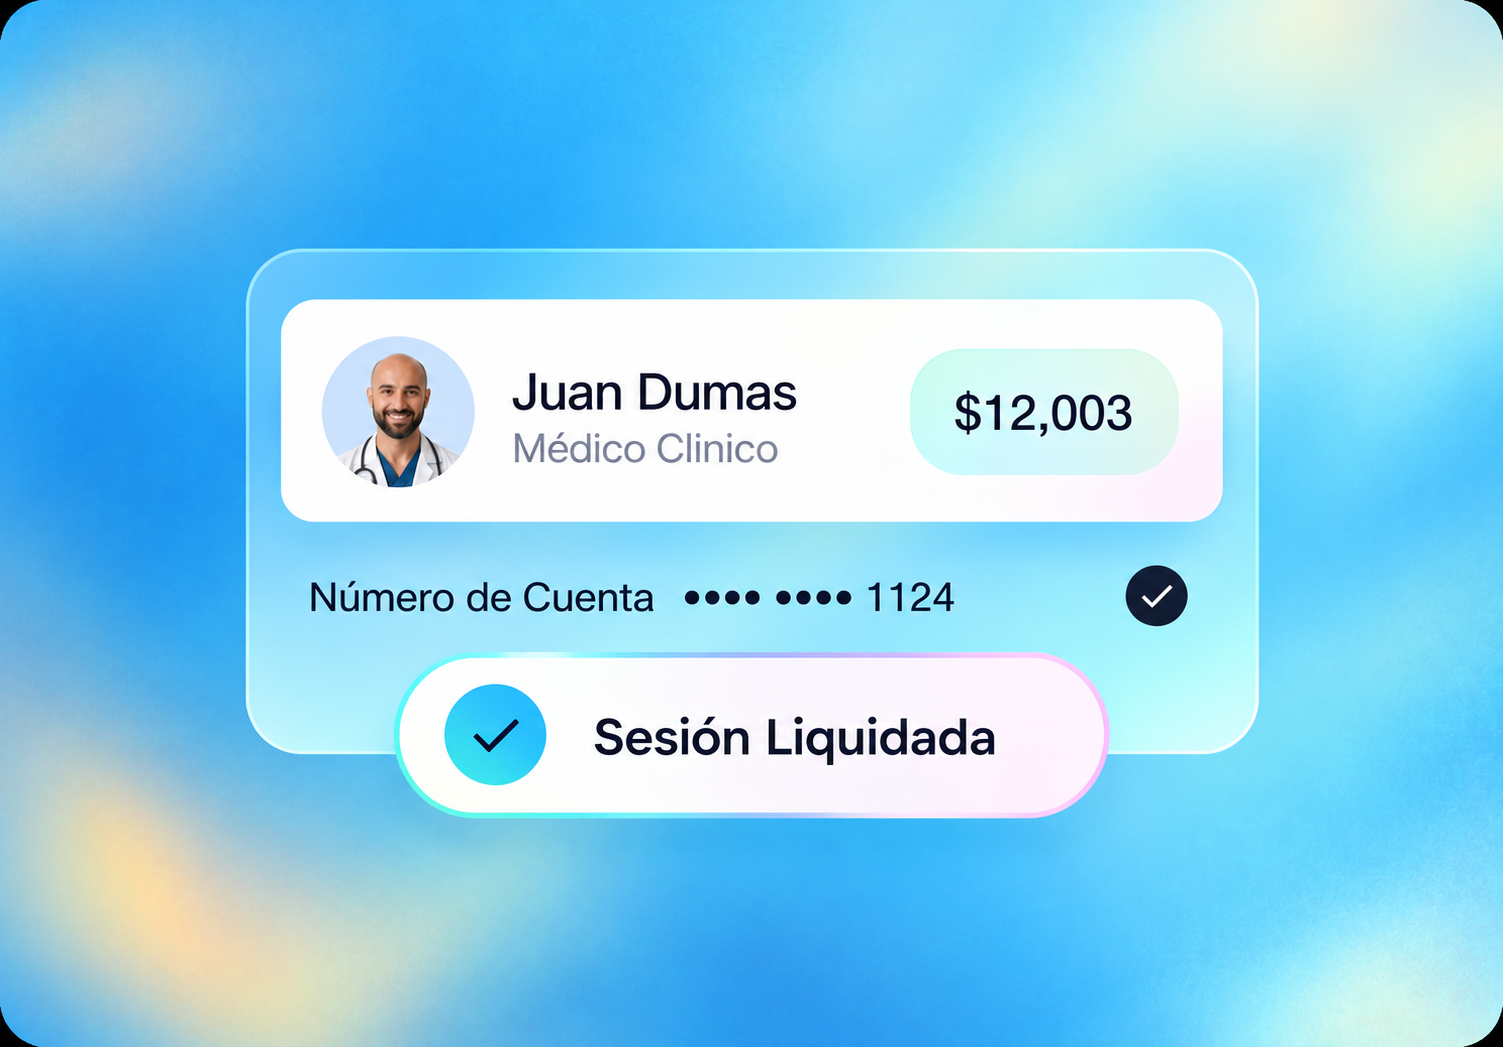 Juan Dumas
Médico Clinico
$12,003
Número de Cuenta •••• •••• 1124
Sesión Liquidada